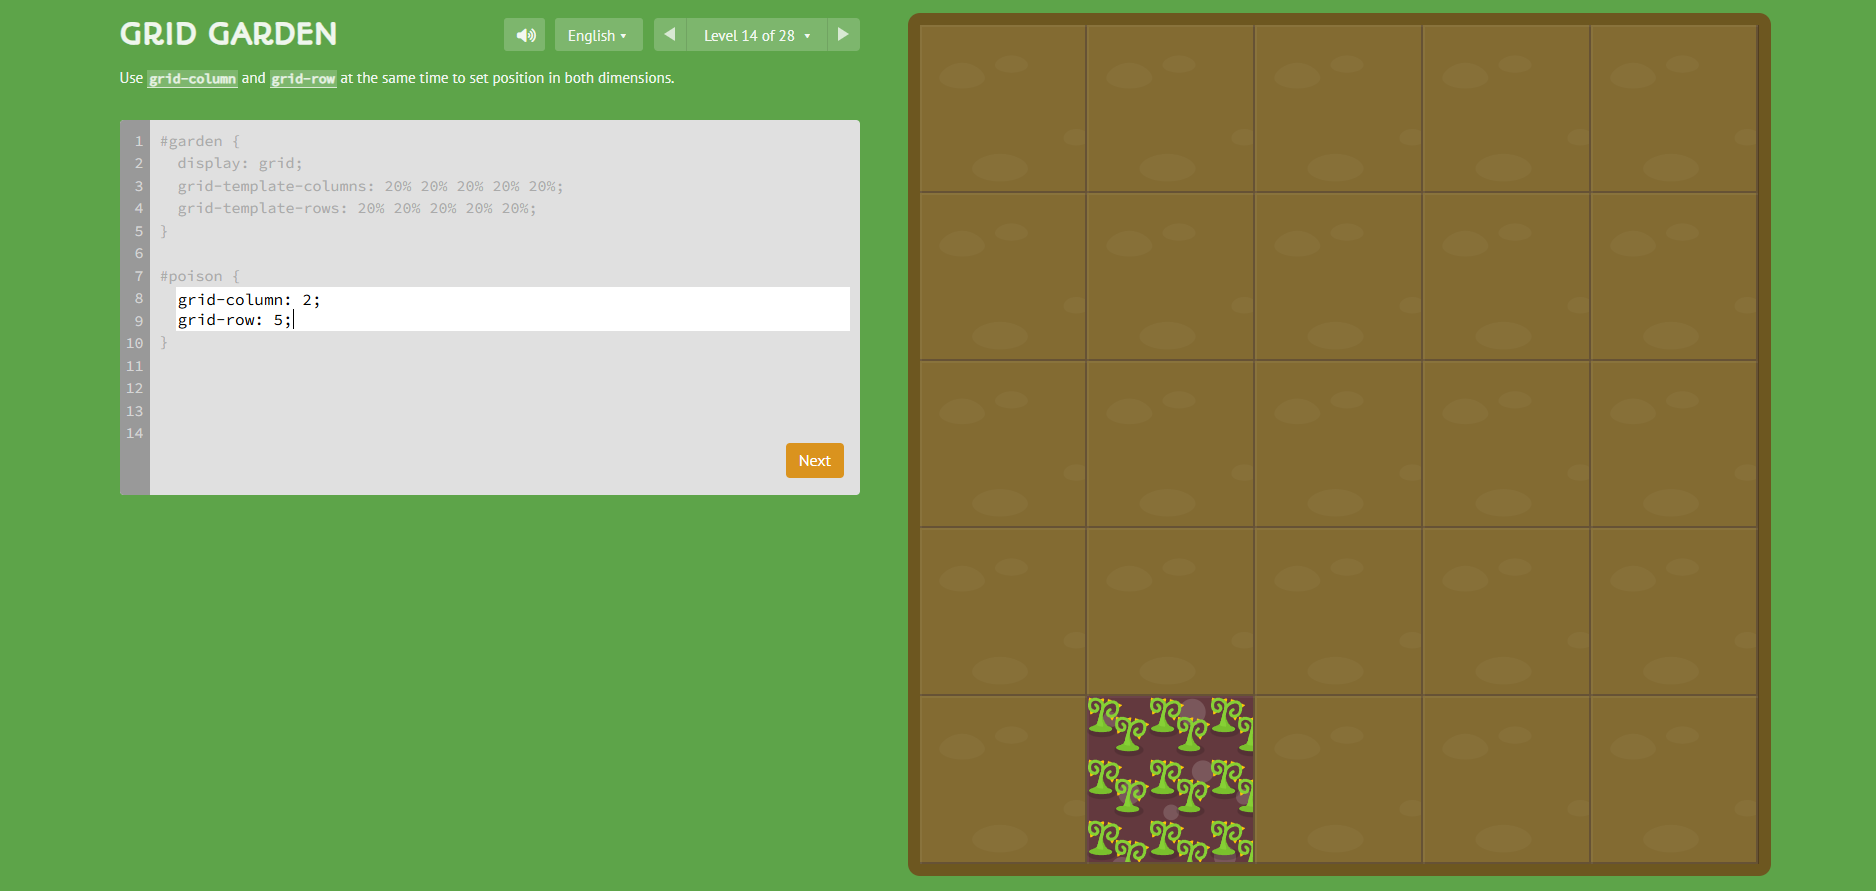 GRID GARDEN
English
Level 14 of 28
Use grid-column and grid-row at the same time to set position in both dimensions.
1 #garden {
2 display: grid;
3 grid-template-columns: 20% 20% 20% 20% 20%;
4 grid-template-rows: 20% 20% 20% 20% 20%;
5 }
6
7 #poison {
8 grid-column: 2;
9 grid-row: 5;
10 }
11
12
13
14
Next